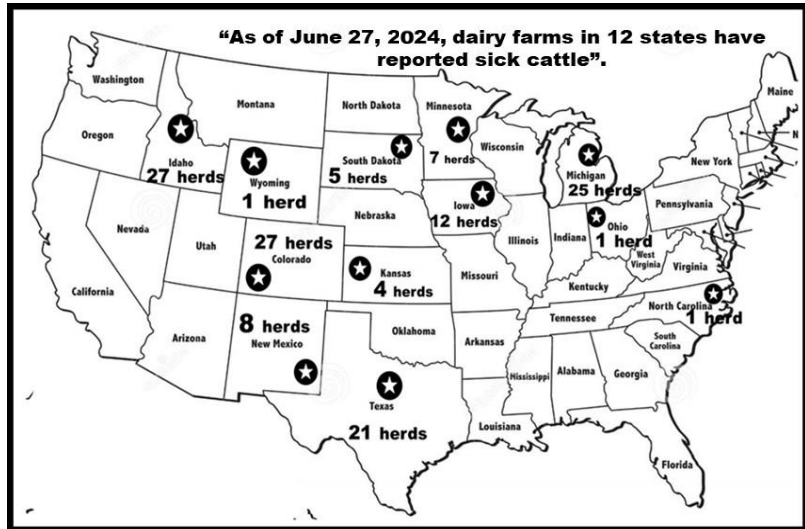 “As of June 27, 2024, dairy farms in 12 states have
reported sick cattle”.
Washington
Montana
North Dakota
Minnesota
Maine
Oregon
Idaho
27 herds
Wyoming
1 herd
South Dakota
5 herds
7 herds
Wisconsin
Michigan
25 herds
New York
N
Nevada
Utah
27 herds
Colorado
Nebraska
Iowa
12 herds
Illinois
Indiana
Ohio
1 herd
Pennsylvania
West
Virginia
Virginia
California
Kansas
4 herds
Missouri
Kentucky
North Carolina
1 herd
Arizona
8 herds
New Mexico
Oklahoma
Arkansas
Tennessee
South
Carolina
Texas
21 herds
Louisiana
Mississippi
Alabama
Georgia
Florida